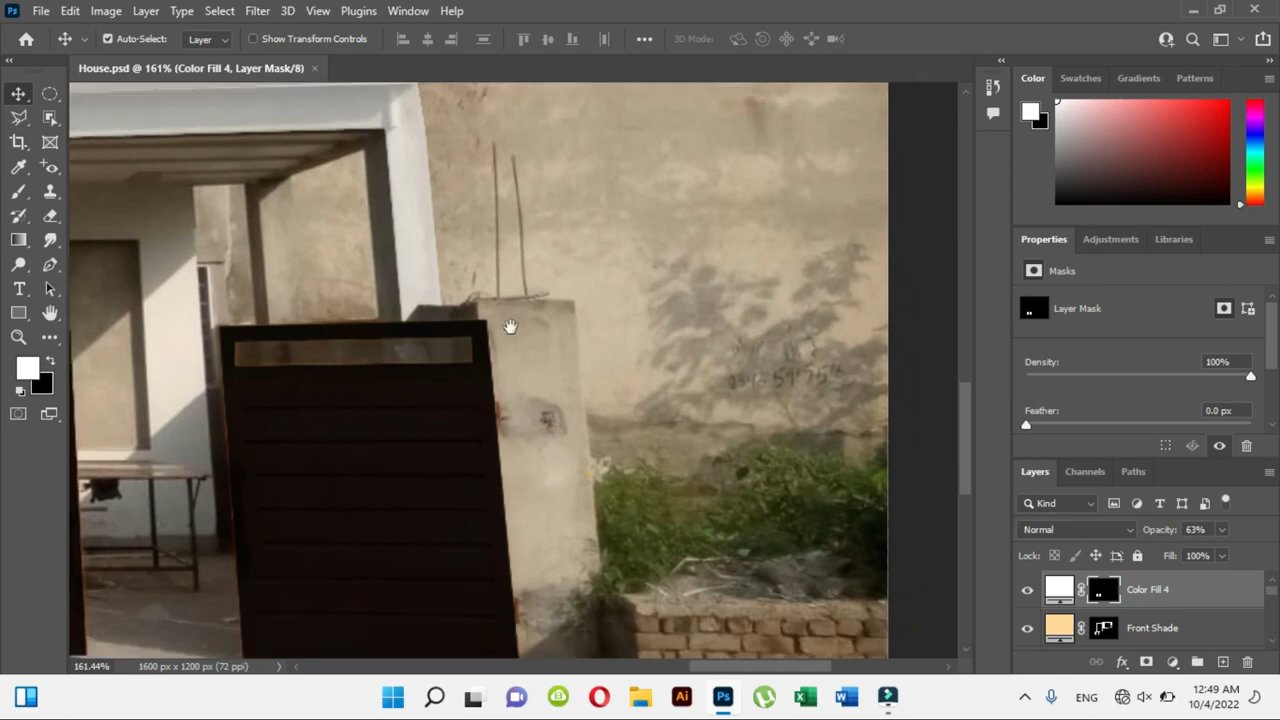 Ps File Edit Image Layer Type Select Filter 3D View Plugins Window Help
Auto-Select: Layer Show Transform Controls 3D Mode:
House.psd @ 161% (Color Fill 4, Layer Mask/8)
Color Swatches Gradients Patterns
Properties Adjustments Libraries
Masks
Layer Mask
Density: 100%
Feather: 0.0 px
Layers Channels Paths
Kind
Normal Opacity: 63%
Lock: Fill: 100%
Color Fill 4
Front Shade
161.44% 1600 px x 1200 px (72 ppi)
Ai Ps ENG 12:49 AM
10/4/2022